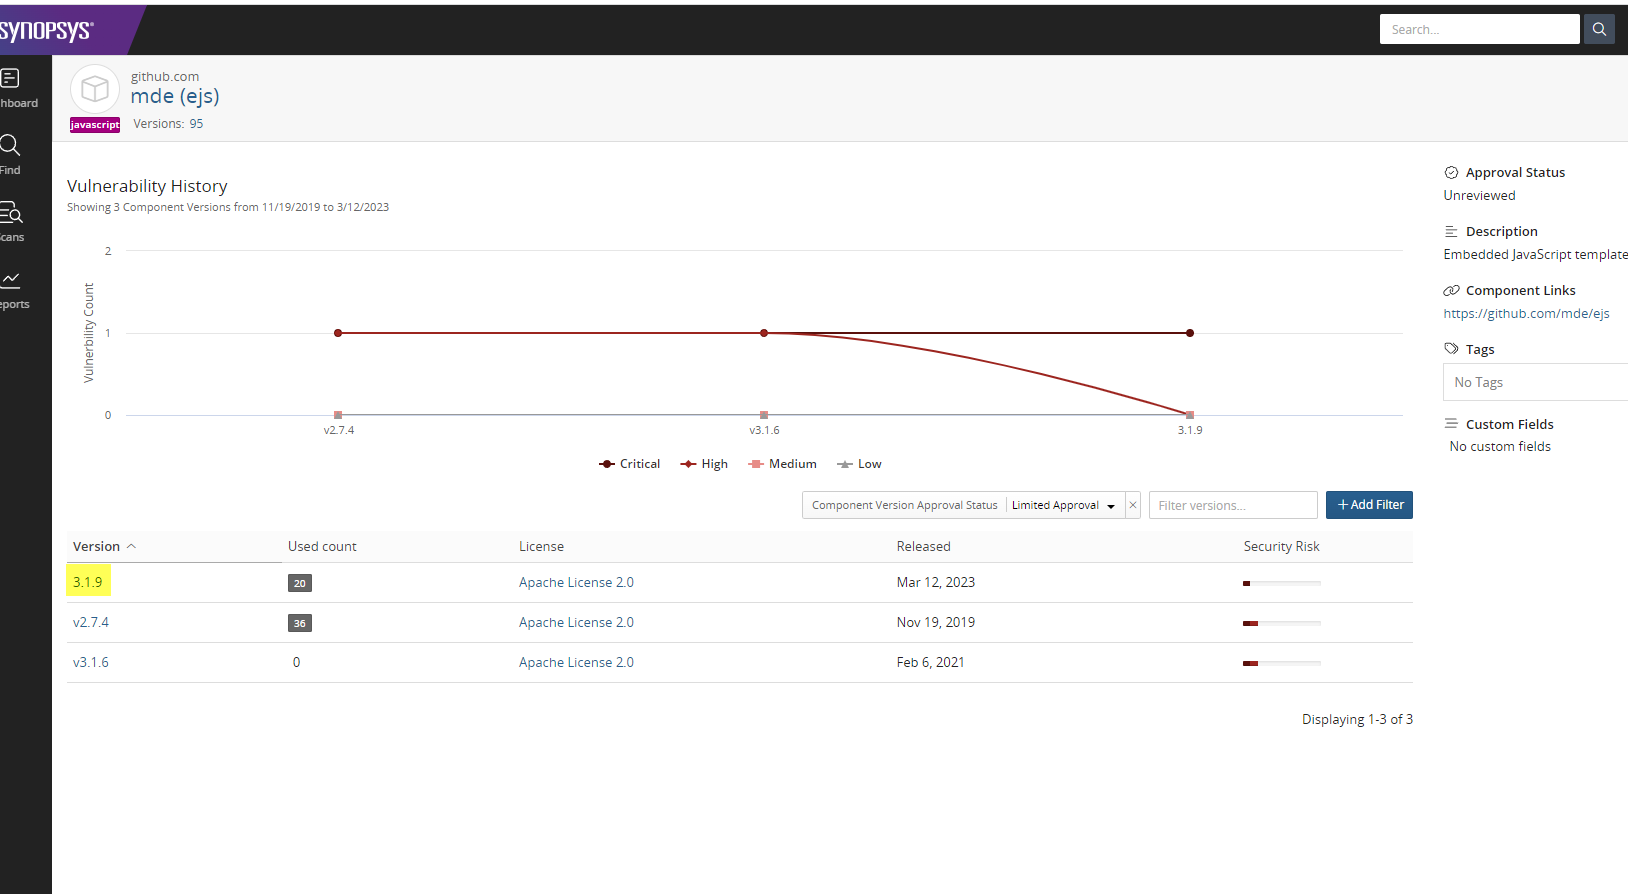 SYNOPSYS®
Search...
hboard
Find
cans
eports
github.com
mde (ejs)
javascript
Versions: 95
Vulnerability History
Showing 3 Component Versions from 11/19/2019 to 3/12/2023
Vulnerbility Count
2
1
0
v2.7.4 v3.1.6 3.1.9
Critical High Medium Low
Component Version Approval Status Limited Approval × Filter versions... + Add Filter
Version Used count License Released Security Risk
3.1.9 20 Apache License 2.0 Mar 12, 2023
v2.7.4 36 Apache License 2.0 Nov 19, 2019
v3.1.6 0 Apache License 2.0 Feb 6, 2021
Displaying 1-3 of 3
Approval Status
Unreviewed
Description
Embedded JavaScript template
Component Links
https://github.com/mde/ejs
Tags
No Tags
Custom Fields
No custom fields